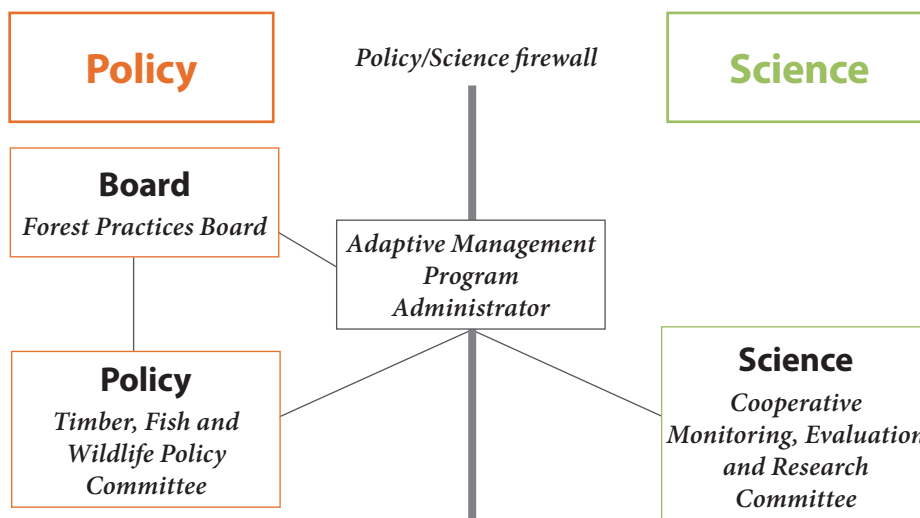 Policy
Policy/Science firewall
Science
Board
Forest Practices Board
Adaptive Management
Program
Administrator
Policy
Timber, Fish and
Wildlife Policy
Committee
Science
Cooperative
Monitoring, Evaluation
and Research
Committee